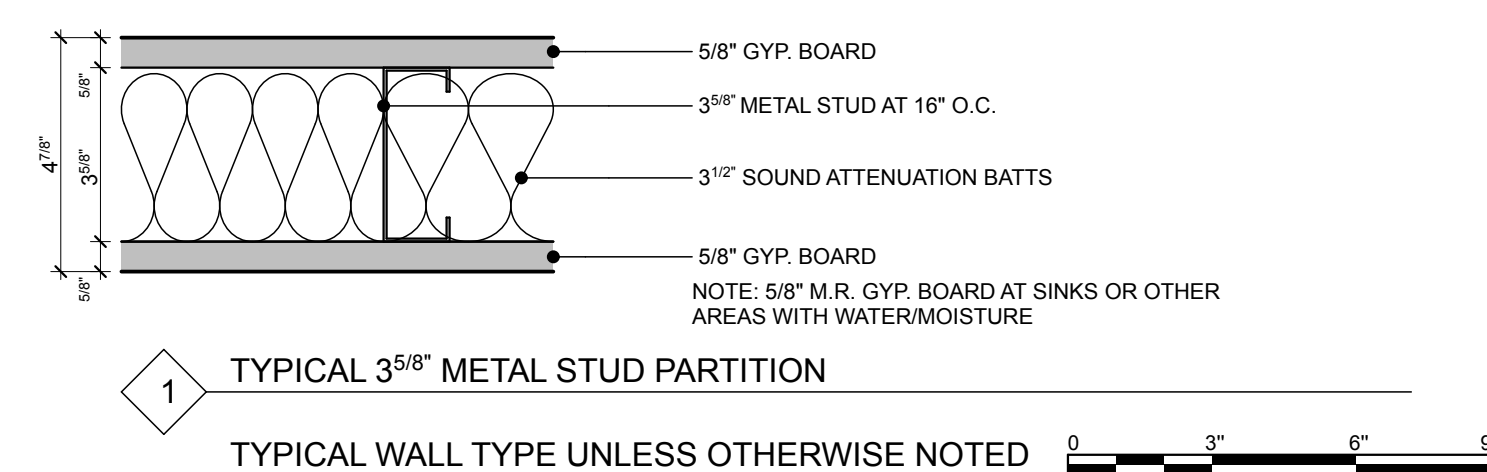 5/8" GYP. BOARD
3 5/8" METAL STUD AT 16" O.C.
3 1/2" SOUND ATTENUATION BATTS
5/8" GYP. BOARD
NOTE: 5/8" M.R. GYP. BOARD AT SINKS OR OTHER
AREAS WITH WATER/MOISTURE
5/8"
4 7/8"
3 5/8"
5/8"
1
TYPICAL 3 5/8" METAL STUD PARTITION
TYPICAL WALL TYPE UNLESS OTHERWISE NOTED
0 3" 6"